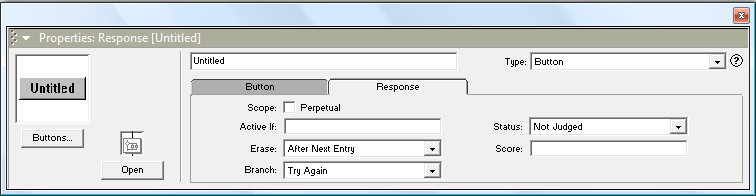 Properties: Response [Untitled]
Untitled
Type: Button
Untitled
Button
Response
Scope: Perpetual
Active If:
Status: Not Judged
Erase: After Next Entry
Score:
Buttons...
Branch: Try Again
Open